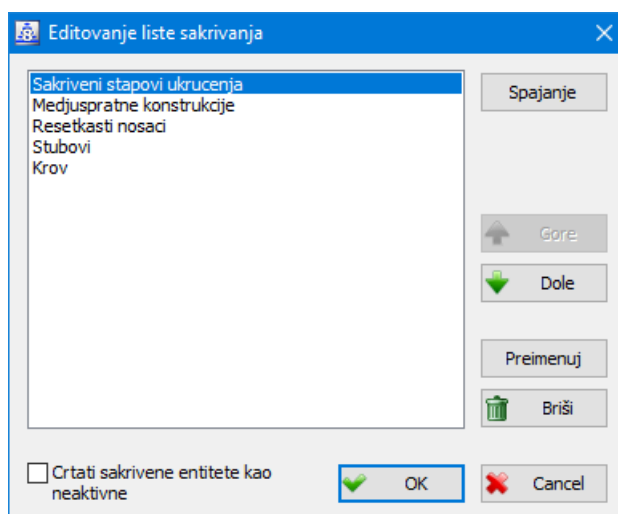 Editovanje liste sakrivanja
Sakriveni stapovi ukrucenja
Medjuspratne konstrukcije
Resetkasti nosaci
Stubovi
Krov
Spajanje
Gore
Dole
Preimenuj
Briši
Crtati sakrivene entitete kao
neaktivne
OK
Cancel